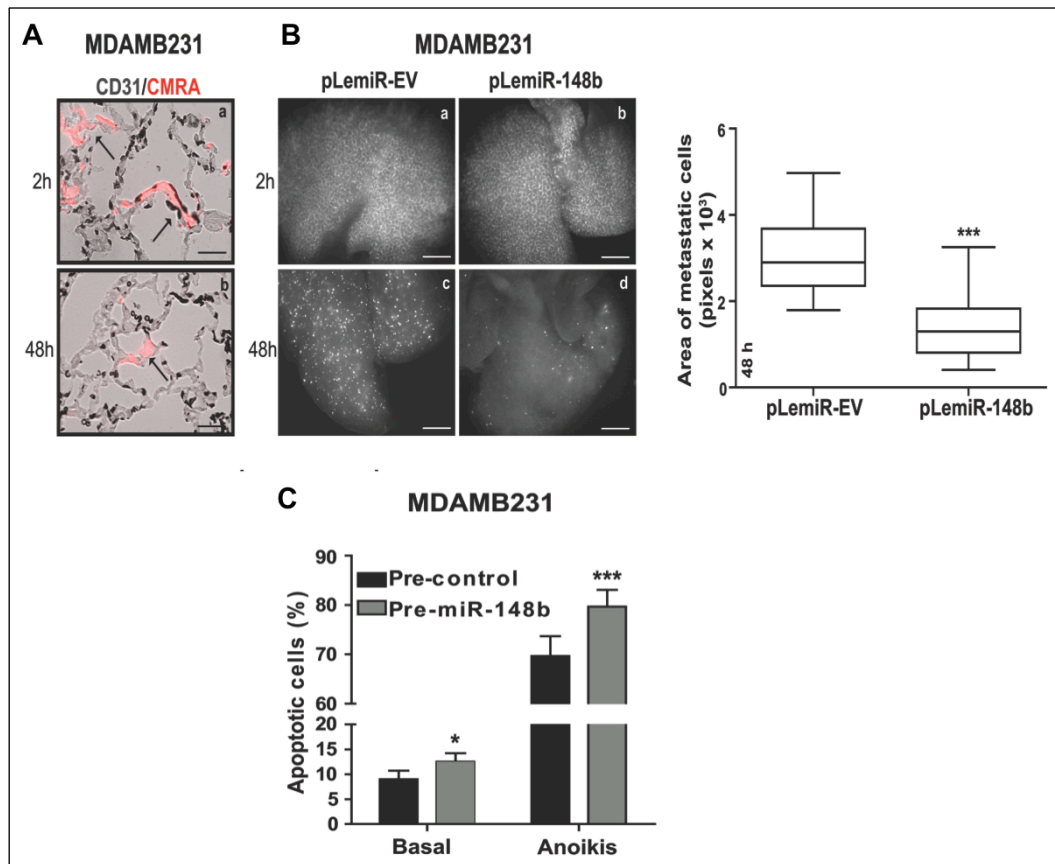 A
MDAMB231
CD31/CMRA
a
2h
b
48h
B
MDAMB231
pLemiR-EV
pLemiR-148b
a
b
2h
c
d
48h
Area of metastatic cells
(pixels x 10³)
6
4
2
0
48 h
***
pLemiR-EV
pLemiR-148b
C
MDAMB231
Apoptotic cells (%)
90
80
70
60
20
15
10
5
0
Pre-control
Pre-miR-148b
*
***
Basal
Anoikis